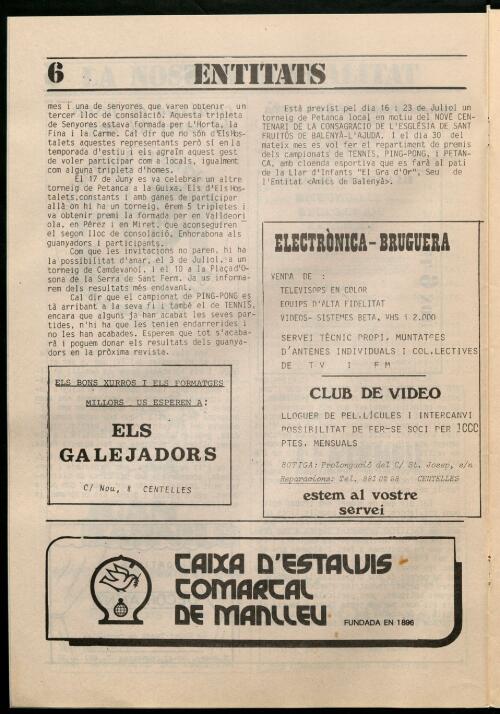 6 ENTITATS
mes i una de senyores que varen obtenir un
tercer lloc de consolació. Aquesta tripleta
de Senyores estava formada per L'Horta, la
Fina i la Carme. Cal dir que no són d'Els Hos-
talets aquestes representants però sí en la
temporada d'estiu i els agraïm aquest gest
de voler participar com a locals, igualment
com alguna tripleta d'homes.
El 17 de Juny es va celebrar un altre
torneig de Petanca a la Guixa. Els d'Els Hos-
talets, constants i amb ganes de participar
allà on hi ha un torneig, érem 5 tripletes i
va obtenir premi la formada per en Valldeori
ola, en Pérez i en Miret, que aconseguiren
el segon lloc de consolació. Enhorabona als
guanyadors i participants.
Com que les invitacions no paren, hi ha
la possibilitat d'anar, el 3 de Juliol, a un
torneig de Camdevanol, i el 10 a la Plaça d'O-
sona de la Serra de Sant Ferm. Ja us informa-
rem dels resultats més endavant.
Cal dir que el campionat de PING-PONG es
tà arribant a la seva fi i també el de TENNIS,
encara que alguns ja han acabat les seves par-
tides, n'hi ha que les tenien endarrerides i
no les han acabades. Esperem que tot s'acaba-
rà i poguem donar els resultats dels guanya-
dors en la pròxima revista.
Està previst pel dia 16 i 23 de Juliol un
torneig de Petanca local en motiu del NOVÈ CEN-
TENARI DE LA CONSAGRACIÓ DE L'ESGLÉSIA DE SANT
FRUITÓS DE BALENYÀ-L'AJUDA. I el dia 30 del
mateix mes es vol fer el repartiment de premis
dels campionats de TENNIS, PING-PONG, i PETAN-
CA, amb cloenda esportiva que es farà al pati
de la Llar d'Infants "El Gra d'Or", Seu de
l'Entitat «Amics de Balenyà».
ELS BONS XURROS I ELS FORMATGES
MILLORS US ESPEREN A:
ELS
GALEJADORS
C/ Nou, 8 CENTELLES
ELECTRÒNICA-BRUGUERA
VENDA DE :
TELEVISORS EN COLOR
EQUIPS D'ALTA FIDELITAT
VIDEOS- SISTEMES BETA, VHS I 2.000
SERVEI TÈCNIC PROPI. MUNTATGES
D'ANTENES INDIVIDUALS I COL.LECTIVES
DE T V I F M
CLUB DE VIDEO
LLOGUER DE PEL.LÍCULES I INTERCANVI
POSSIBILITAT DE FER-SE SOCI PER 1000
PTES. MENSUALS
BOTIGA: Prolongació del C/ St. Josep, s/n
Reparacions: Tel. 881 02 68 CENTELLES
estem al vostre
servei
CAIXA D'ESTALVIS
COMARCAL
DE MANLLEU FUNDADA EN 1896